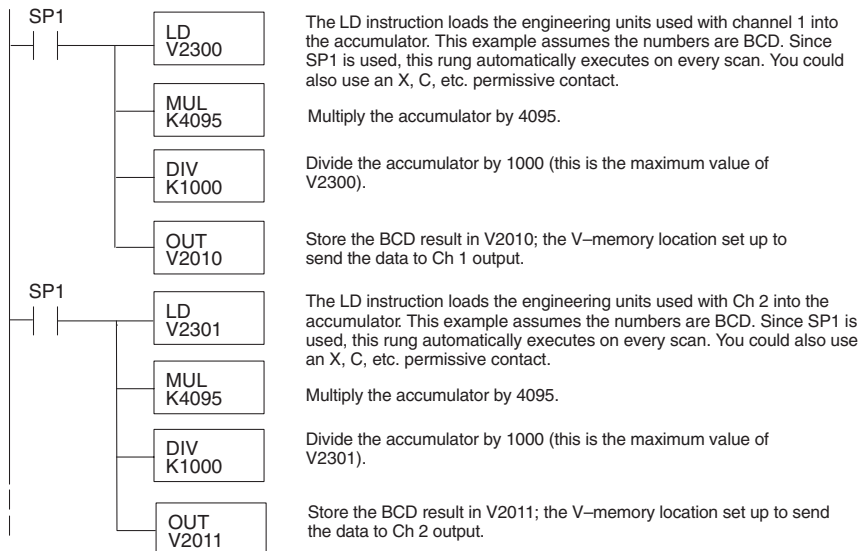 SP1
LD
V2300
The LD instruction loads the engineering units used with channel 1 into
the accumulator. This example assumes the numbers are BCD. Since
SP1 is used, this rung automatically executes on every scan. You could
also use an X, C, etc. permissive contact.
MUL
K4095
Multiply the accumulator by 4095.
DIV
K1000
Divide the accumulator by 1000 (this is the maximum value of
V2300).
OUT
V2010
Store the BCD result in V2010; the V–memory location set up to
send the data to Ch 1 output.
SP1
LD
V2301
The LD instruction loads the engineering units used with Ch 2 into the
accumulator. This example assumes the numbers are BCD. Since SP1 is
used, this rung automatically executes on every scan. You could also use
an X, C, etc. permissive contact.
MUL
K4095
Multiply the accumulator by 4095.
DIV
K1000
Divide the accumulator by 1000 (this is the maximum value of
V2301).
OUT
V2011
Store the BCD result in V2011; the V–memory location set up to send
the data to Ch 2 output.